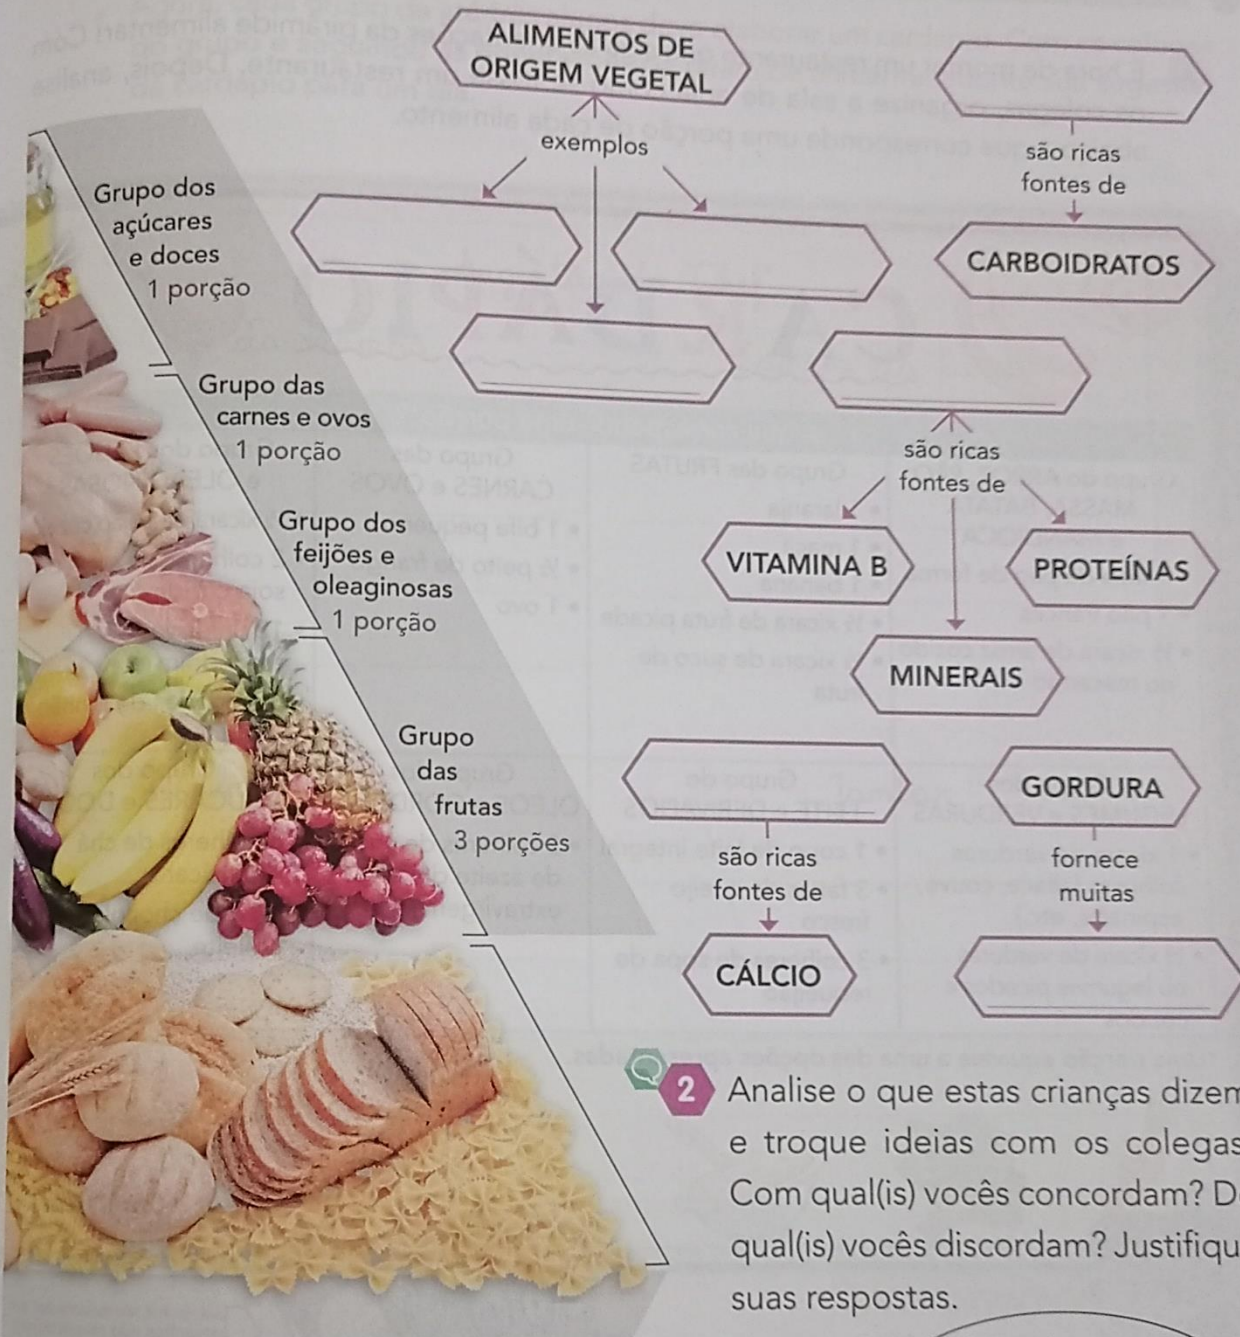 ALIMENTOS DE
ORIGEM VEGETAL
exemplos
são ricas
fontes de
CARBOIDRATOS
Grupo dos
açúcares
e doces
1 porção
Grupo das
carnes e ovos
1 porção
Grupo dos
feijões e
oleaginosas
1 porção
Grupo
das
frutas
3 porções
são ricas
fontes de
VITAMINA B
PROTEÍNAS
MINERAIS
são ricas
fontes de
CÁLCIO
GORDURA
fornece
muitas
2 Analise o que estas crianças dizem
e troque ideias com os colegas
Com qual(is) vocês concordam? D
qual(is) vocês discordam? Justifiqu
suas respostas.